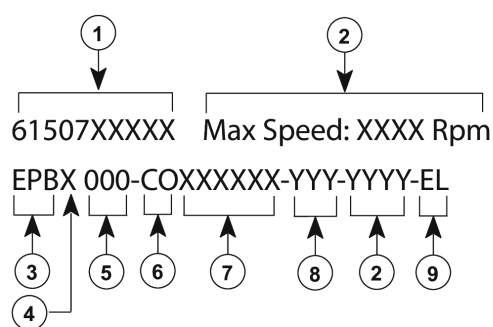 1 2
61507XXXXX Max Speed: XXXX Rpm
EPBX 000-COXXXXXX-YYY-YYYY-EL
3 5 6 7 8 2 9
4